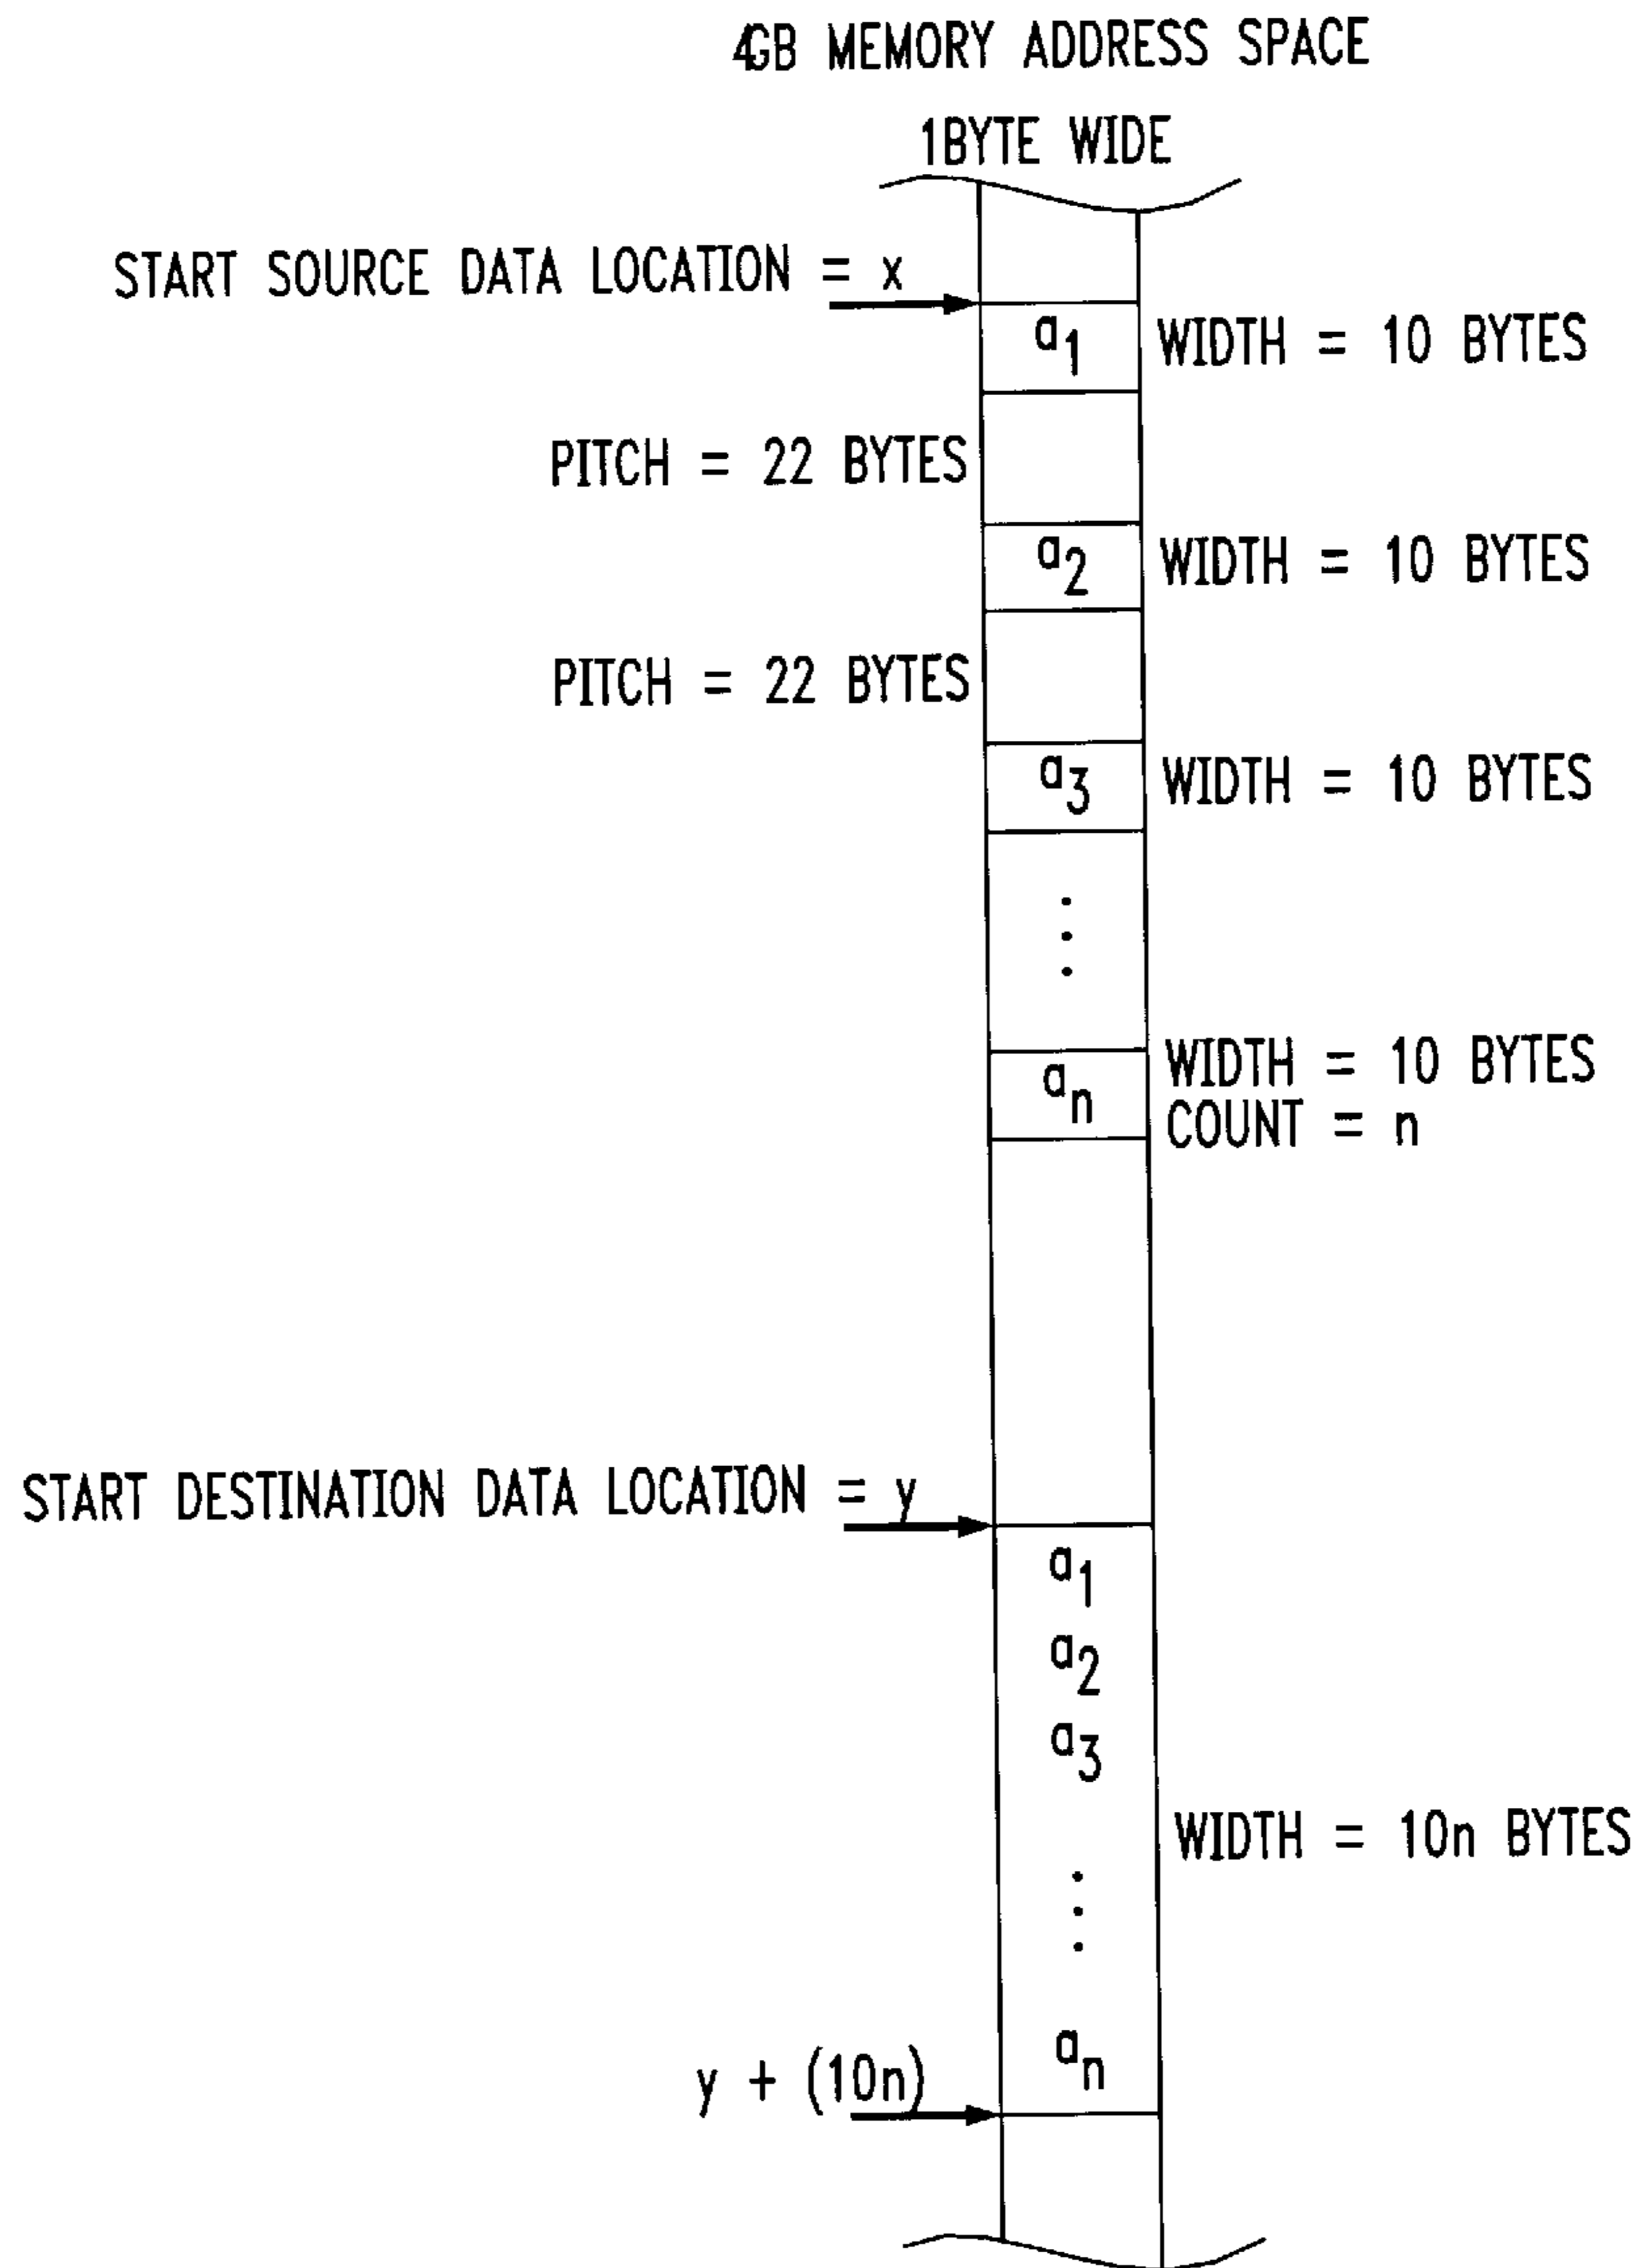 4GB MEMORY ADDRESS SPACE
1BYTE WIDE
START SOURCE DATA LOCATION = x
a1 WIDTH = 10 BYTES
PITCH = 22 BYTES
a2 WIDTH = 10 BYTES
PITCH = 22 BYTES
a3 WIDTH = 10 BYTES
an WIDTH = 10 BYTES
COUNT = n
START DESTINATION DATA LOCATION = y
a1
a2
a3
WIDTH = 10n BYTES
an
y + (10n)